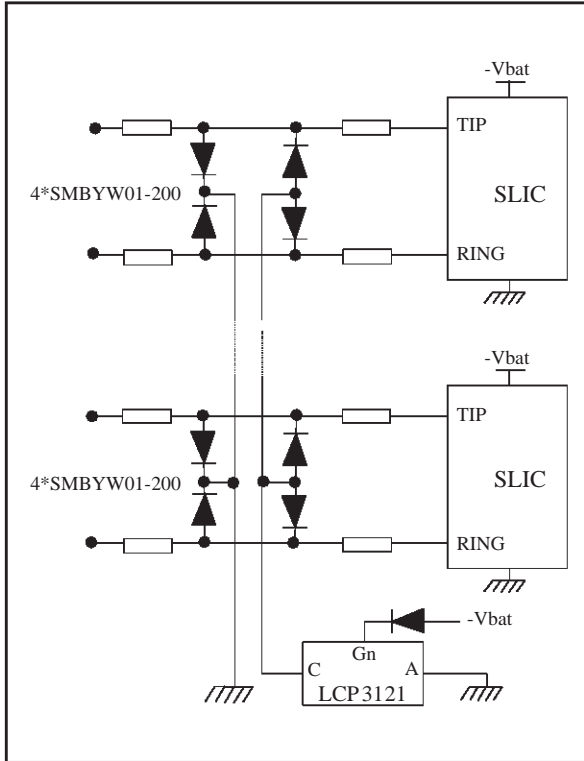 -Vbat
TIP
4*SMBYW01-200
SLIC
RING
-Vbat
TIP
4*SMBYW01-200
SLIC
RING
-Vbat
Gn
C
A
LCP3121